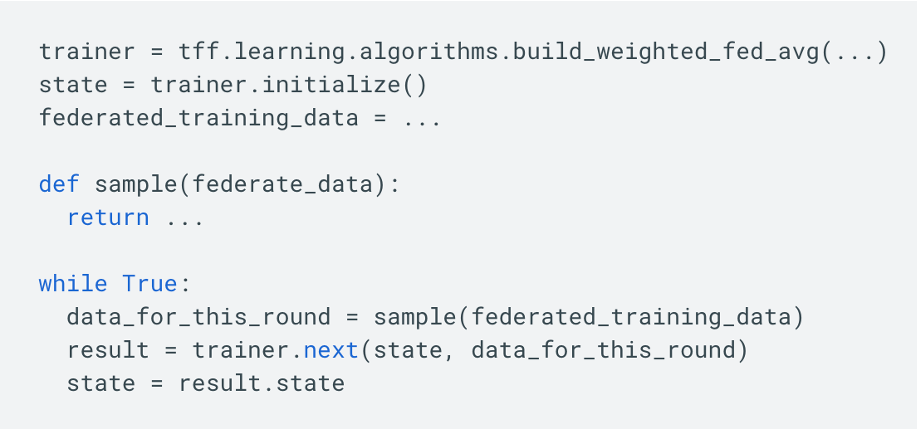 trainer = tff.learning.algorithms.build_weighted_fed_avg(...)
state = trainer.initialize()
federated_training_data = ...
def sample(federate_data):
  return ...
while True:
  data_for_this_round = sample(federated_training_data)
  result = trainer.next(state, data_for_this_round)
  state = result.state